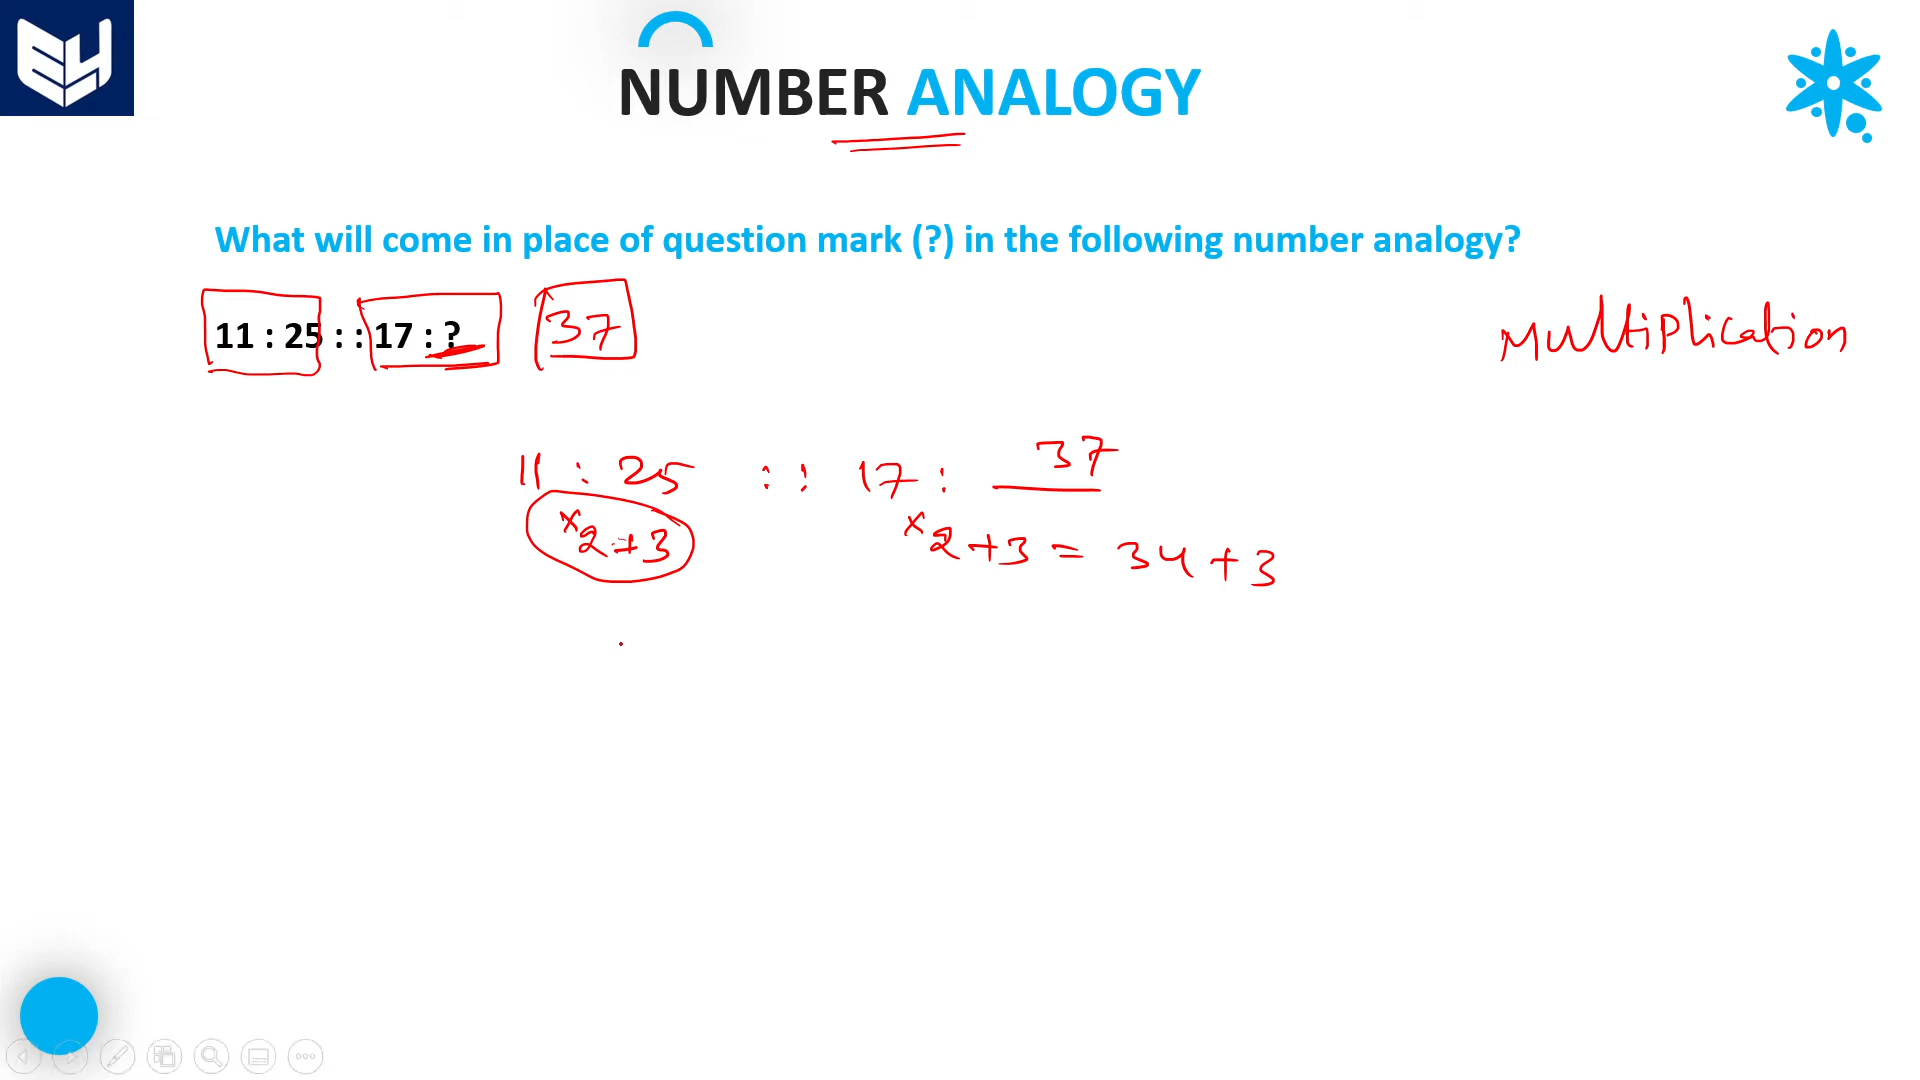 NUMBER ANALOGY
What will come in place of question mark (?) in the following number analogy?
11 : 25 : : 17 : ? 37
Multiplication
11 : 25 : : 17 : 37
×2+3 ×2+3 = 34+3